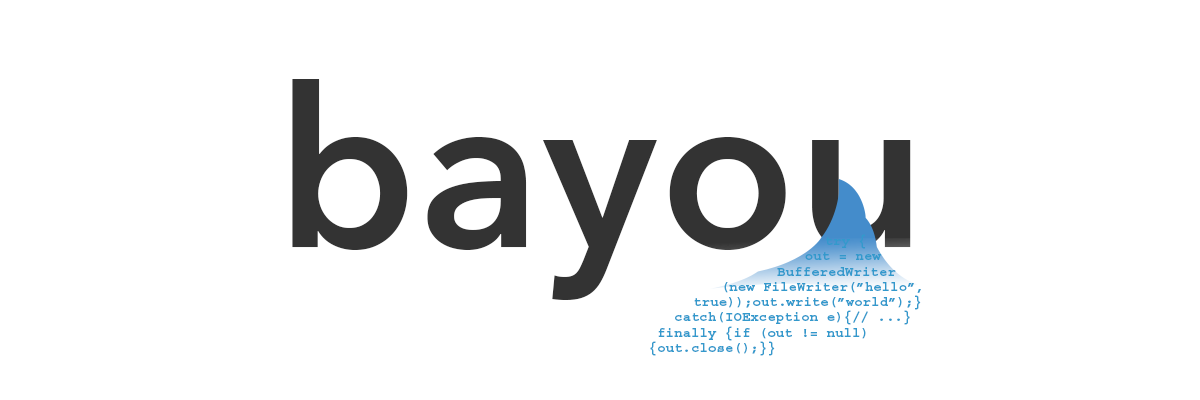 bayou
{
out = new
BufferedWriter
(new FileWriter(”hello”,
true));out.write(”world”);}
catch(IOException e){// ...}
finally {if (out != null)
{out.close();}}